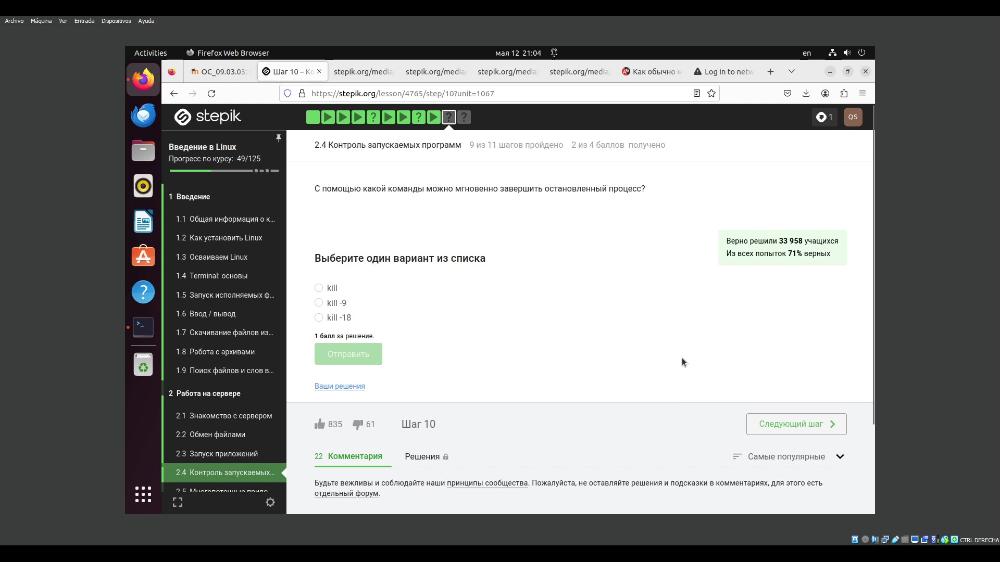 Archivo Máquina Ver Entrada Dispositivos Ayuda
Activities Firefox Web Browser мая 12 21:04 en
ОС_09.03.03: Шаг 10 – Ко stepik.org/media/ stepik.org/media/ stepik.org/media/ stepik.org/media/ Как обычно м Log in to netw
https://stepik.org/lesson/4765/step/10?unit=1067
stepik ? ? ? ? 1 QS
Введение в Linux
Прогресс по курсу: 49/125
1 Введение
1.1 Общая информация о к...
1.2 Как установить Linux
1.3 Осваиваем Linux
1.4 Terminal: основы
1.5 Запуск исполняемых ф...
1.6 Ввод / вывод
1.7 Скачивание файлов из...
1.8 Работа с архивами
1.9 Поиск файлов и слов в...
2 Работа на сервере
2.1 Знакомство с сервером
2.2 Обмен файлами
2.3 Запуск приложений
2.4 Контроль запускаемых...
2.5 Многопоточные прило...
2.4 Контроль запускаемых программ 9 из 11 шагов пройдено 2 из 4 баллов получено
С помощью какой команды можно мгновенно завершить остановленный процесс?
Верно решили 33 958 учащихся
Из всех попыток 71% верных
Выберите один вариант из списка
kill
kill -9
kill -18
1 балл за решение.
Отправить
Ваши решения
835 61 Шаг 10 Следующий шаг
22 Комментария Решения Самые популярные
Будьте вежливы и соблюдайте наши принципы сообщества. Пожалуйста, не оставляйте решения и подсказки в комментариях, для этого есть
отдельный форум.
CTRL DERECHA